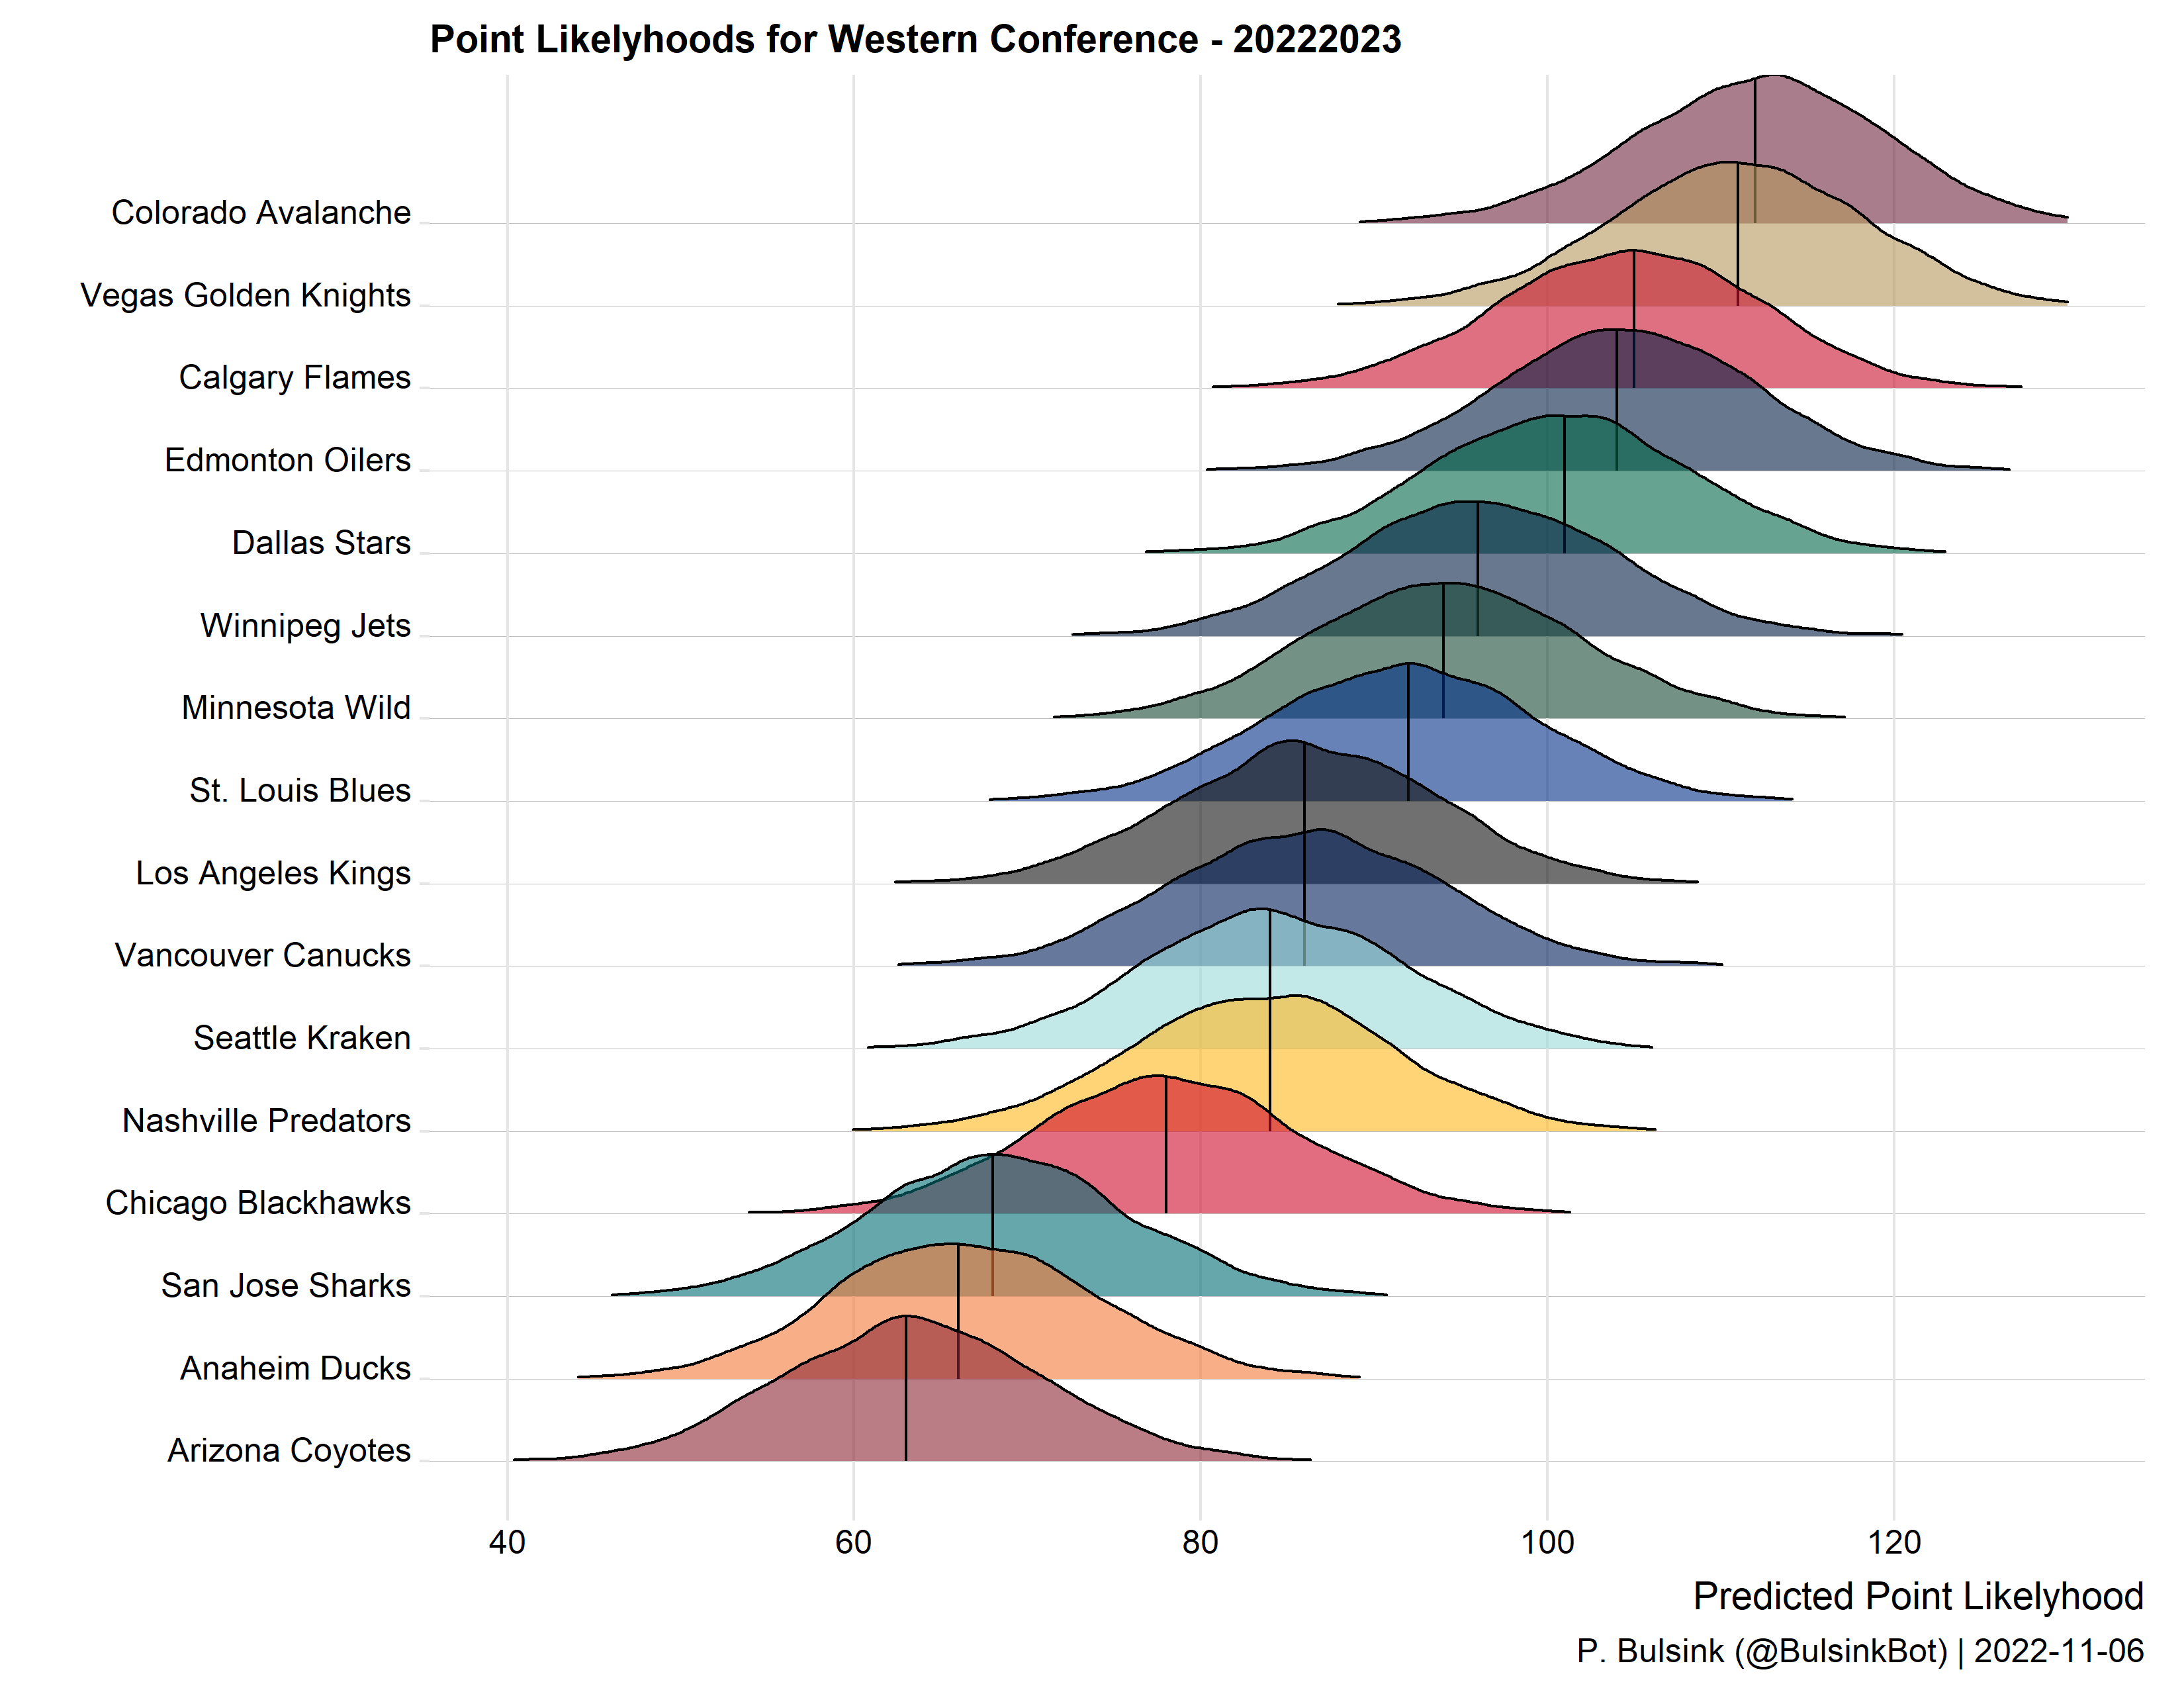 Point Likelyhoods for Western Conference - 20222023
Colorado Avalanche
Vegas Golden Knights
Calgary Flames
Edmonton Oilers
Dallas Stars
Winnipeg Jets
Minnesota Wild
St. Louis Blues
Los Angeles Kings
Vancouver Canucks
Seattle Kraken
Nashville Predators
Chicago Blackhawks
San Jose Sharks
Anaheim Ducks
Arizona Coyotes
40 60 80 100 120
Predicted Point Likelyhood
P. Bulsink (@BulsinkBot) | 2022-11-06